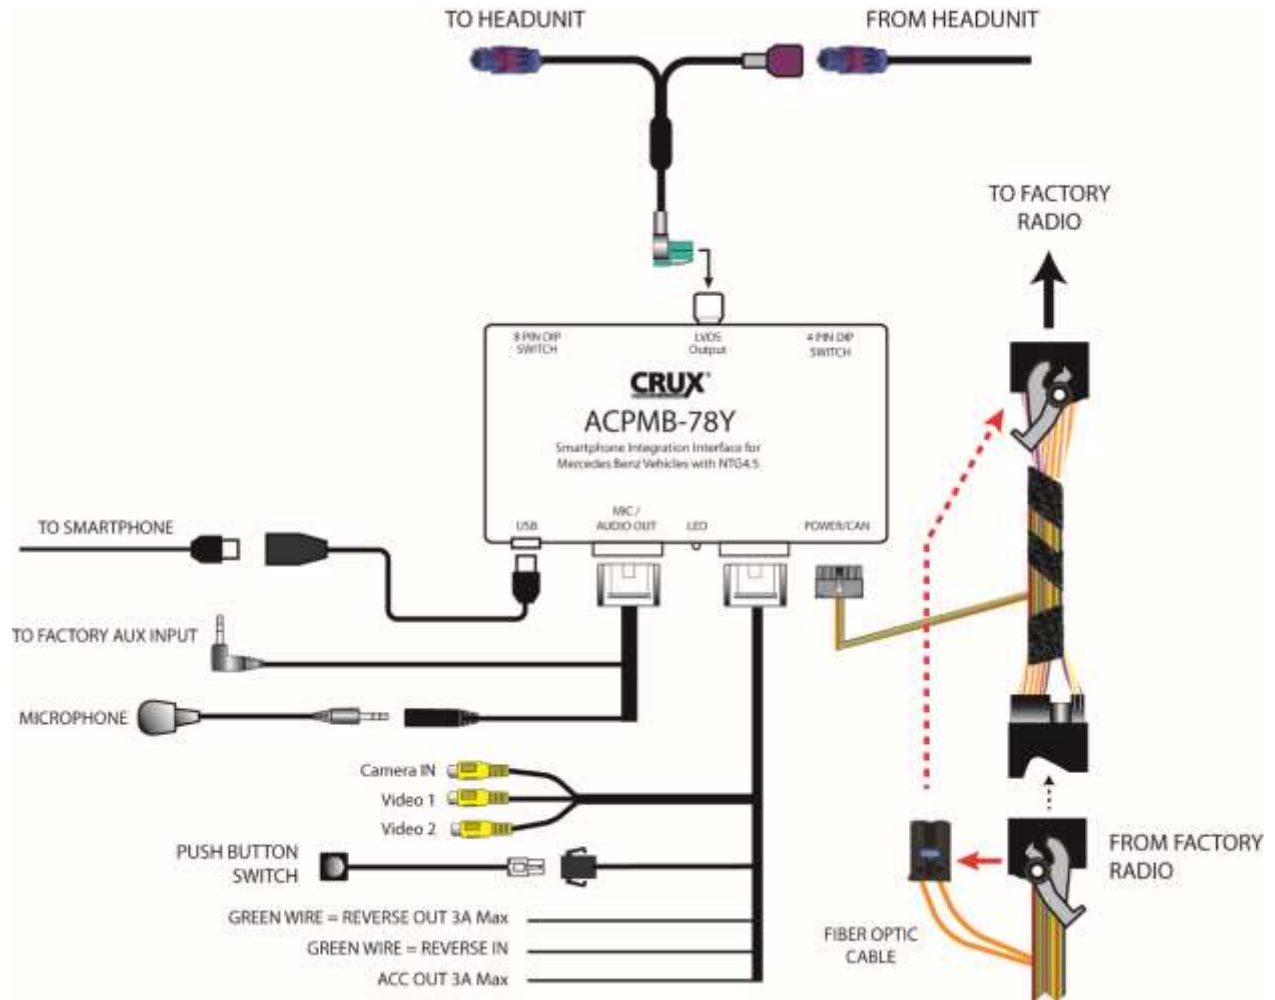 TO HEADUNIT
FROM HEADUNIT
TO FACTORY
RADIO
8 PIN DIP
SWITCH
LVDS
Output
4 PIN DIP
SWITCH
CRUX®
ACPMB-78Y
Smartphone Integration Interface for
Mercedes Benz Vehicles with NTG4.5
USB
MIC /
AUDIO OUT
LED
POWER/CAN
TO SMARTPHONE
TO FACTORY AUX INPUT
MICROPHONE
Camera IN
Video 1
Video 2
PUSH BUTTON
SWITCH
GREEN WIRE = REVERSE OUT 3A Max
GREEN WIRE = REVERSE IN
ACC OUT 3A Max
FIBER OPTIC
CABLE
FROM FACTORY
RADIO